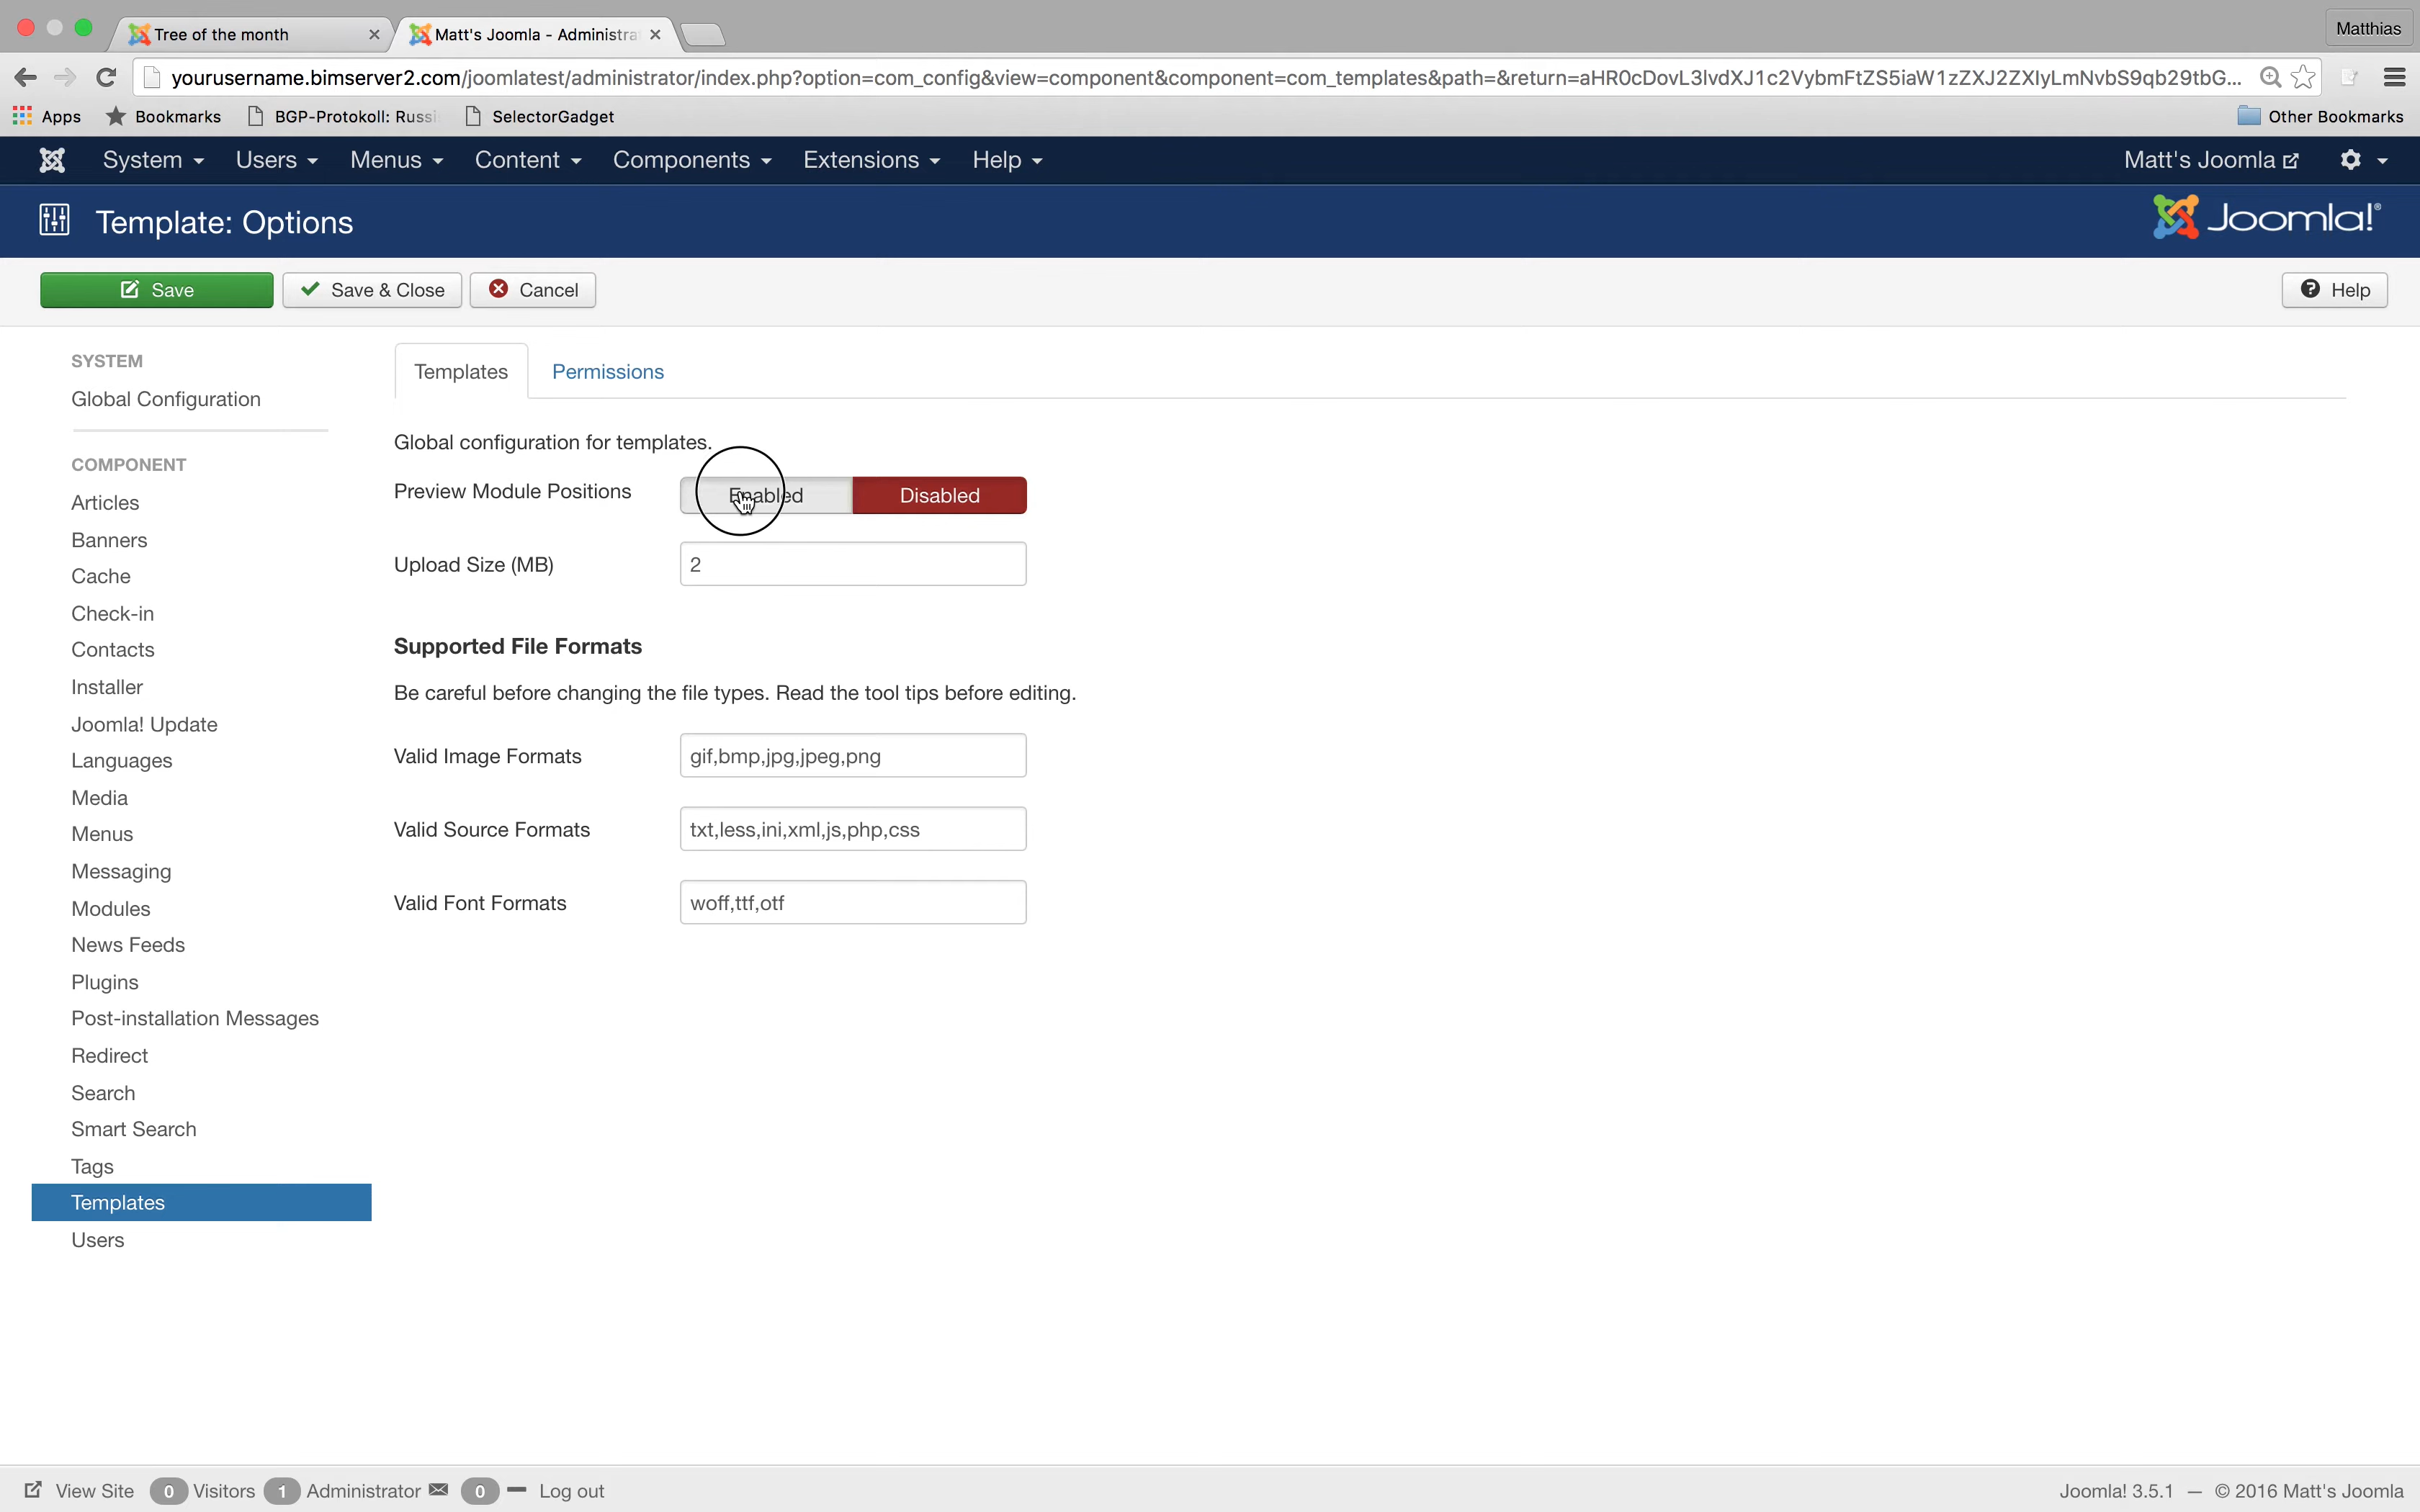 Tree of the month
Matt's Joomla - Administra
Matthias
yourusername.bimserver2.com/joomlatest/administrator/index.php?option=com_config&view=component&component=com_templates&path=&return=aHR0cDovL3lvdXJ1c2VybmFtZS5iaW1zZXJ2ZXIyLmNvbS9qb29tbG...
Apps
Bookmarks
BGP-Protokoll: Russi
SelectorGadget
Other Bookmarks
System
Users
Menus
Content
Components
Extensions
Help
Matt's Joomla
Template: Options
Joomla!®
Save
Save & Close
Cancel
Help
SYSTEM
Global Configuration
COMPONENT
Articles
Banners
Cache
Check-in
Contacts
Installer
Joomla! Update
Languages
Media
Menus
Messaging
Modules
News Feeds
Plugins
Post-installation Messages
Redirect
Search
Smart Search
Tags
Templates
Users
Templates
Permissions
Global configuration for templates.
Preview Module Positions
Enabled
Disabled
Upload Size (MB)
2
Supported File Formats
Be careful before changing the file types. Read the tool tips before editing.
Valid Image Formats
gif,bmp,jpg,jpeg,png
Valid Source Formats
txt,less,ini,xml,js,php,css
Valid Font Formats
woff,ttf,otf
View Site
0 Visitors
1 Administrator
0
Log out
Joomla! 3.5.1 — © 2016 Matt's Joomla